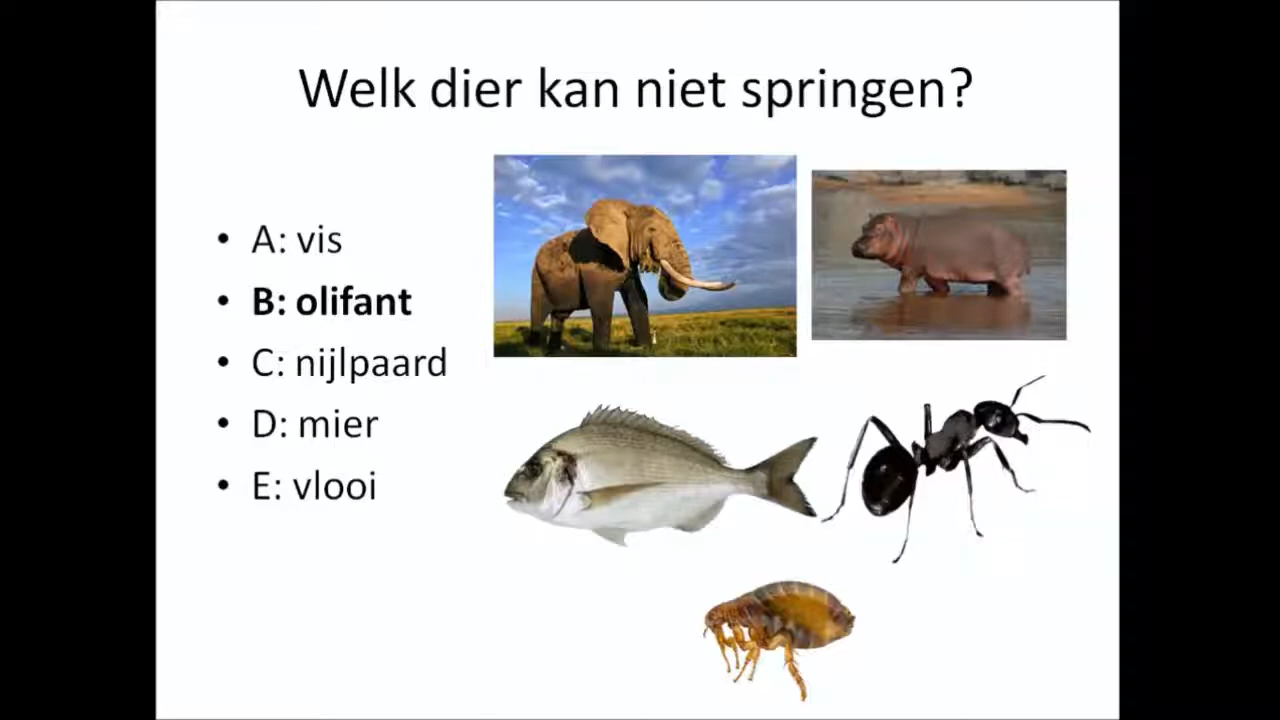 Welk dier kan niet springen?
• A: vis
• B: olifant
• C: nijlpaard
• D: mier
• E: vlooi